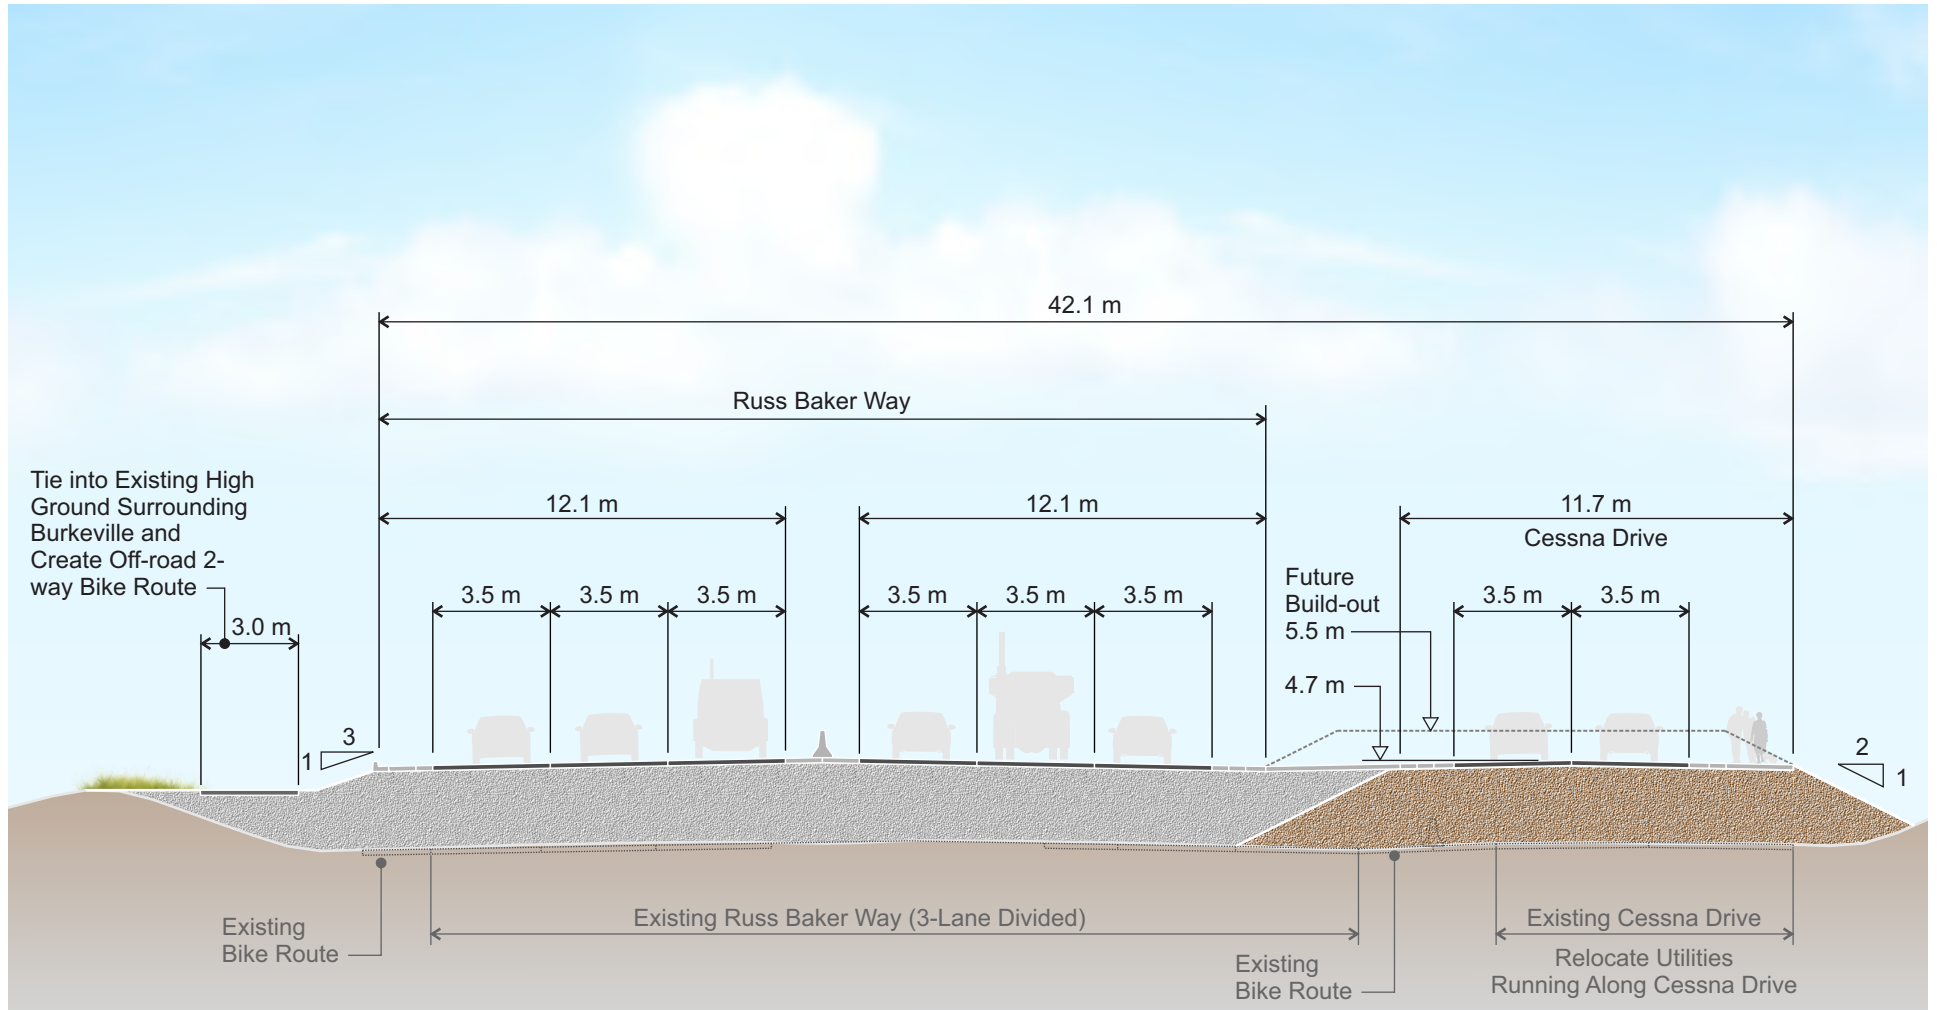 42.1 m
Russ Baker Way
Tie into Existing High
Ground Surrounding
Burkeville and
Create Off-road 2-
way Bike Route
12.1 m
12.1 m
11.7 m
Cessna Drive
3.5 m
3.5 m
3.5 m
3.5 m
3.5 m
3.5 m
Future
Build-out
5.5 m
4.7 m
3.5 m
3.5 m
3.0 m
3
1
2
1
Existing
Bike Route
Existing Russ Baker Way (3-Lane Divided)
Existing
Bike Route
Existing Cessna Drive
Relocate Utilities
Running Along Cessna Drive